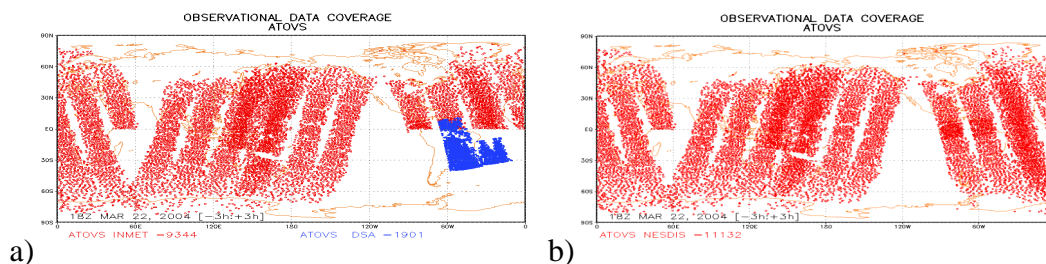 OBSERVATIONAL DATA COVERAGE
ATOVS
90N
60N
30N
EQ
30S
60S
90S
18Z MAR 22, 2004 [-3h:+3h]
0 60E 120E 180 120W 60W 0
ATOVS INMET -9344 ATOVS DSA -1901
a)
OBSERVATIONAL DATA COVERAGE
ATOVS
90N
60N
30N
EQ
30S
60S
90S
18Z MAR 22, 2004 [-3h:+3h]
0 60E 120E 180 120W 60W
ATOVS NESDIS -11132
b)